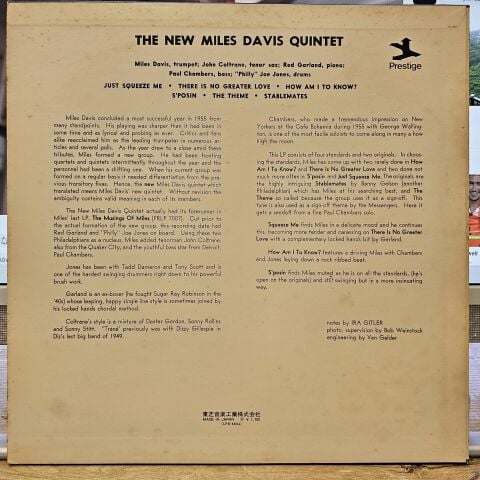 THE NEW MILES DAVIS QUINTET
Prestige
Miles Davis, trumpet; John Coltrane, tenor sax; Red Garland, piano;
Paul Chambers, bass; "Philly" Joe Jones, drums
JUST SQUEEZE ME • THERE IS NO GREATER LOVE • HOW AM I TO KNOW?
S'POSIN • THE THEME • STABLEMATES
Miles Davis concluded a most successful year in 1955 from
many standpoints. His playing was sharper than it had been in
some time and as lyrical and probing as ever. Critics and fans
alike reacclaimed him as the leading trumpeter in numerous ar-
ticles and several polls. As the year drew to a close amid these
tributes, Miles formed a new group. He had been fronting
quartets and quintets intermittently throughout the year and the
personnel had been a shifting one. When his current group was
formed on a regular basis it needed differentiation from the pre-
vious transitory fives. Hence, the new Miles Davis quintet which
translated means Miles Davis' new quintet. Without revision the
ambiguity contains valid meaning in each of its members.
The New Miles Davis Quintet actually had its forerunner in
Miles' last LP, The Musings Of Miles (PRLP 7007). Cut prior to
the actual formation of the new group, this recording date had
Red Garland and "Philly" Joe Jones on board. Using these two
Philadelphians as a nucleus, Miles added tenorman John Coltrane,
also from the Quaker City, and the youthful bass star from Detroit,
Paul Chambers.
Jones has been with Tadd Dameron and Tony Scott and is
one of the hardest swinging drummers right down to his powerful
brush work.
Garland is an ex-boxer (he fought Sugar Ray Robinson in the
'40s) whose leaping, happy single line style is sometimes joined by
his locked hands chordal method.
Coltrane's style is a mixture of Dexter Gordon, Sonny Rollins
and Sonny Stitt. "Trane" previously was with Dizzy Gillespie in
Diz's last big band of 1949.
Chambers, who made a tremendous impression on New
Yorkers at the Cafe Bohemia during 1955 with George Walling-
ton, is one of the most facile soloists to come along in many a how
high the moon.
This LP consists of four standards and two originals. In choos-
ing the standards, Miles has come up with two rarely done in How
Am I To Know? and There Is No Greater Love and two done not
much more often in S'posin and Just Squeeze Me. The originals are
the highly intriguing Stablemates by Benny Golson (another
Philadelphian) which has Miles at his searching best, and The
Theme so called because the group uses it as a sign-off. This
tune is also used as a sign-off theme by the Messengers. Here it
gets a sendoff from a fine Paul Chambers solo.
Squeeze Me finds Miles in a delicate mood and he continues
this, becoming more tender and caressing on There Is No Greater
Love with a complementary locked hands bit by Garland.
How Am I To Know? features a driving Miles with Chambers
and Jones laying down a rock ribbed beat.
S'posin finds Miles muted as he is on all the standards, (he's
open on the originals) and still swinging but in a more insinuating
way.
notes by IRA GITLER
photo, supervision by Bob Weinstock
engineering by Van Gelder
東芝音楽工業株式会社
MADE IN JAPAN